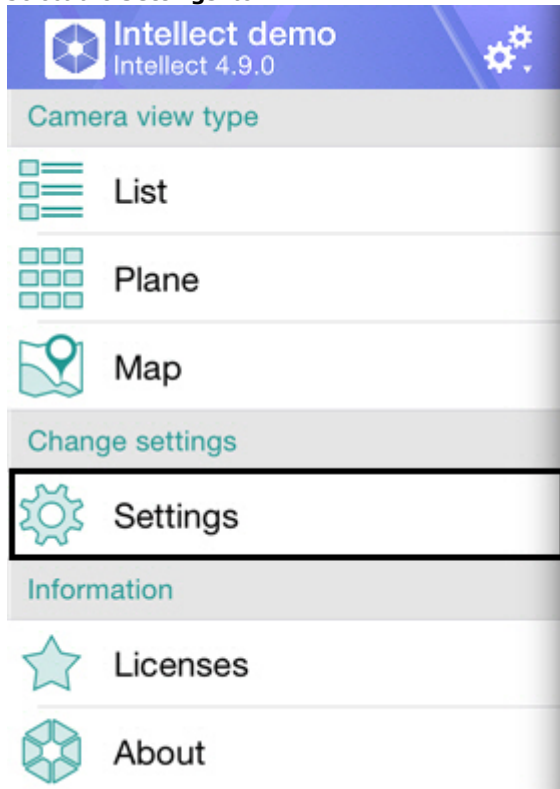 Intellect demo
Intellect 4.9.0
Camera view type
List
Plane
Map
Change settings
Settings
Information
Licenses
About